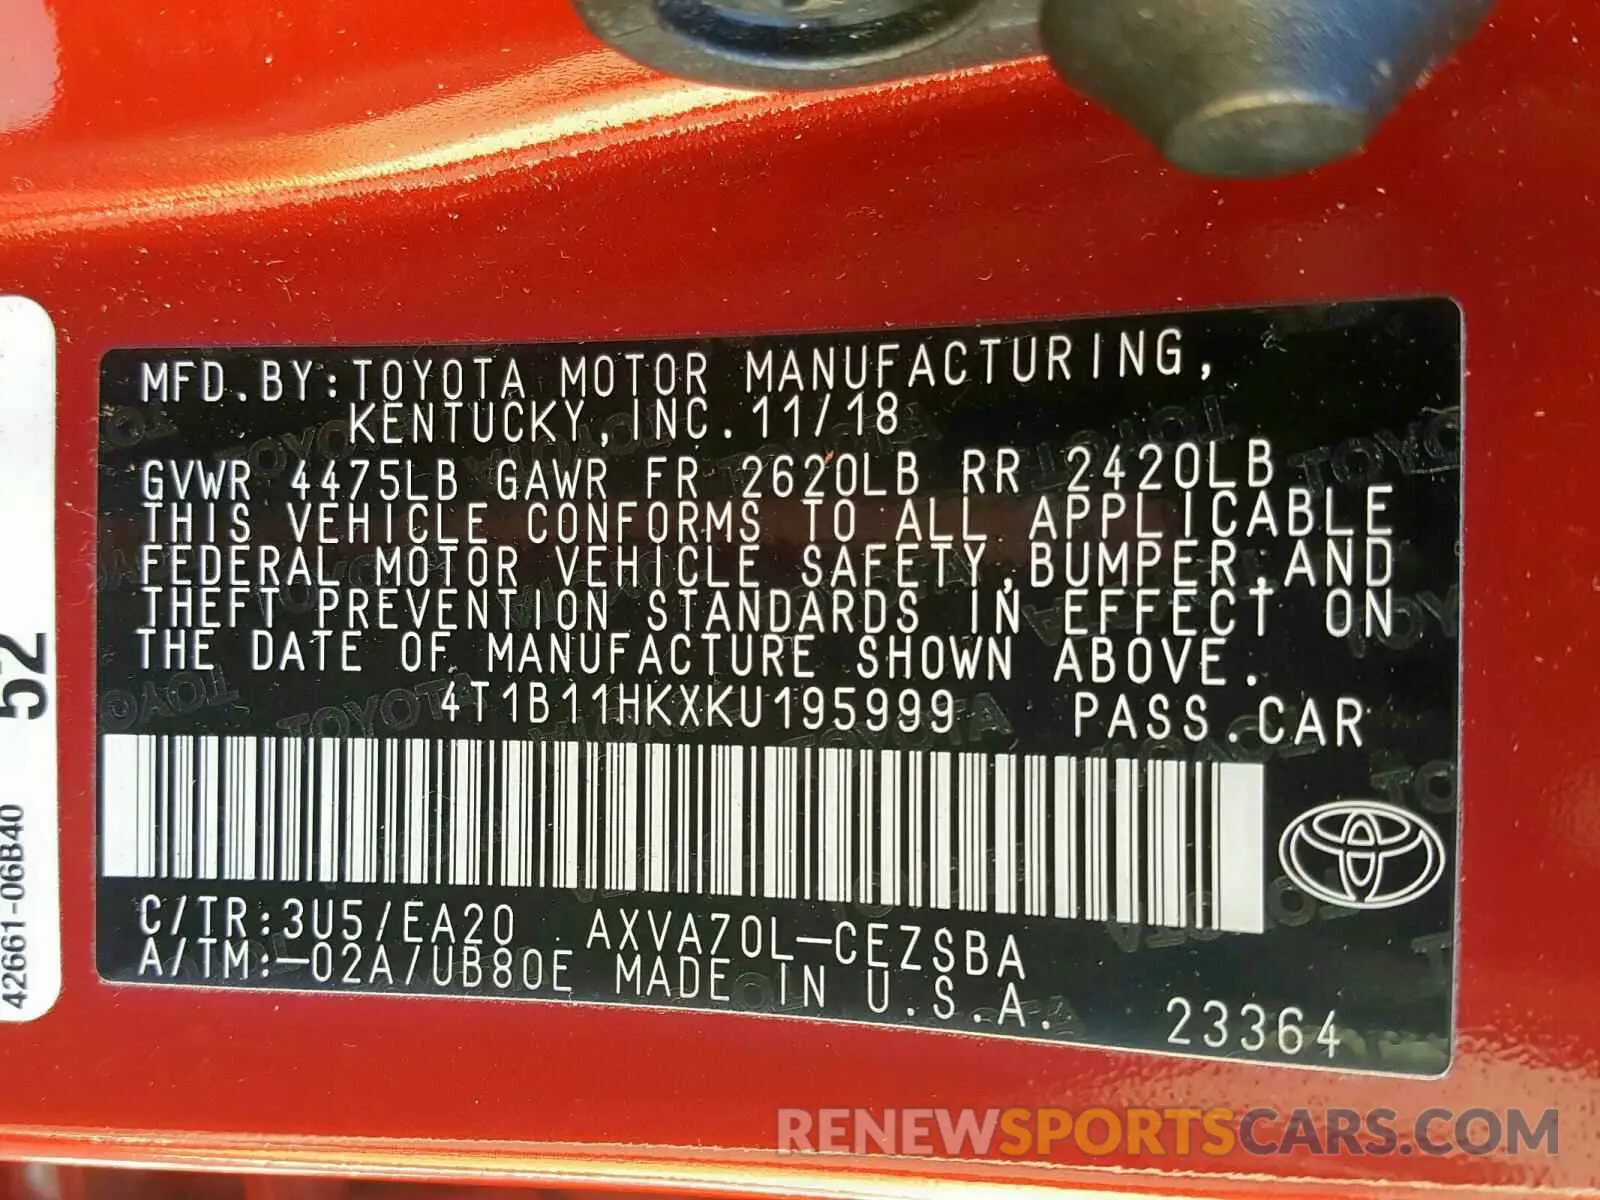 MFD.BY:TOYOTA MOTOR MANUFACTURING,
KENTUCKY,INC.11/18
GVWR 4475LB GAWR FR 2620LB RR 2420LB
THIS VEHICLE CONFORMS TO ALL APPLICABLE
FEDERAL MOTOR VEHICLE SAFETY,BUMPER,AND
THEFT PREVENTION STANDARDS IN EFFECT ON
THE DATE OF MANUFACTURE SHOWN ABOVE.
4T1B11HKXKU195999 PASS.CAR
C/TR:3U5/EA20 AXVA70L-CEZSBA
A/TM:-02A/UB80E MADE IN U.S.A.
23364
52
42661-06B40
RENEWSPORTSCARS.COM